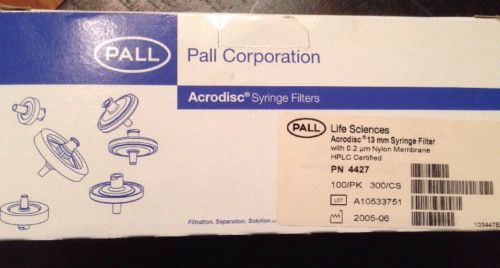 PALL
Pall Corporation
Acrodisc® Syringe Filters
PALL
Life Sciences
Acrodisc® 13 mm Syringe Filter
with 0.2 µm Nylon Membrane
HPLC Certified
PN 4427
100/PK 300/CS
LOT A10533751
2005-06
Filtration. Separation. Solution.